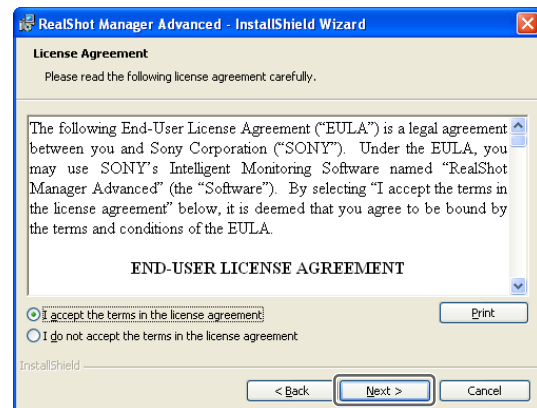 RealShot Manager Advanced - InstallShield Wizard
License Agreement
Please read the following license agreement carefully.
The following End-User License Agreement (“EULA”) is a legal agreement
between you and Sony Corporation (“SONY”). Under the EULA, you
may use SONY’s Intelligent Monitoring Software named “RealShot
Manager Advanced” (the “Software”). By selecting “I accept the terms in
the license agreement” below, it is deemed that you agree to be bound by
the terms and conditions of the EULA.
END-USER LICENSE AGREEMENT
I accept the terms in the license agreement
Print
I do not accept the terms in the license agreement
InstallShield
< Back
Next >
Cancel